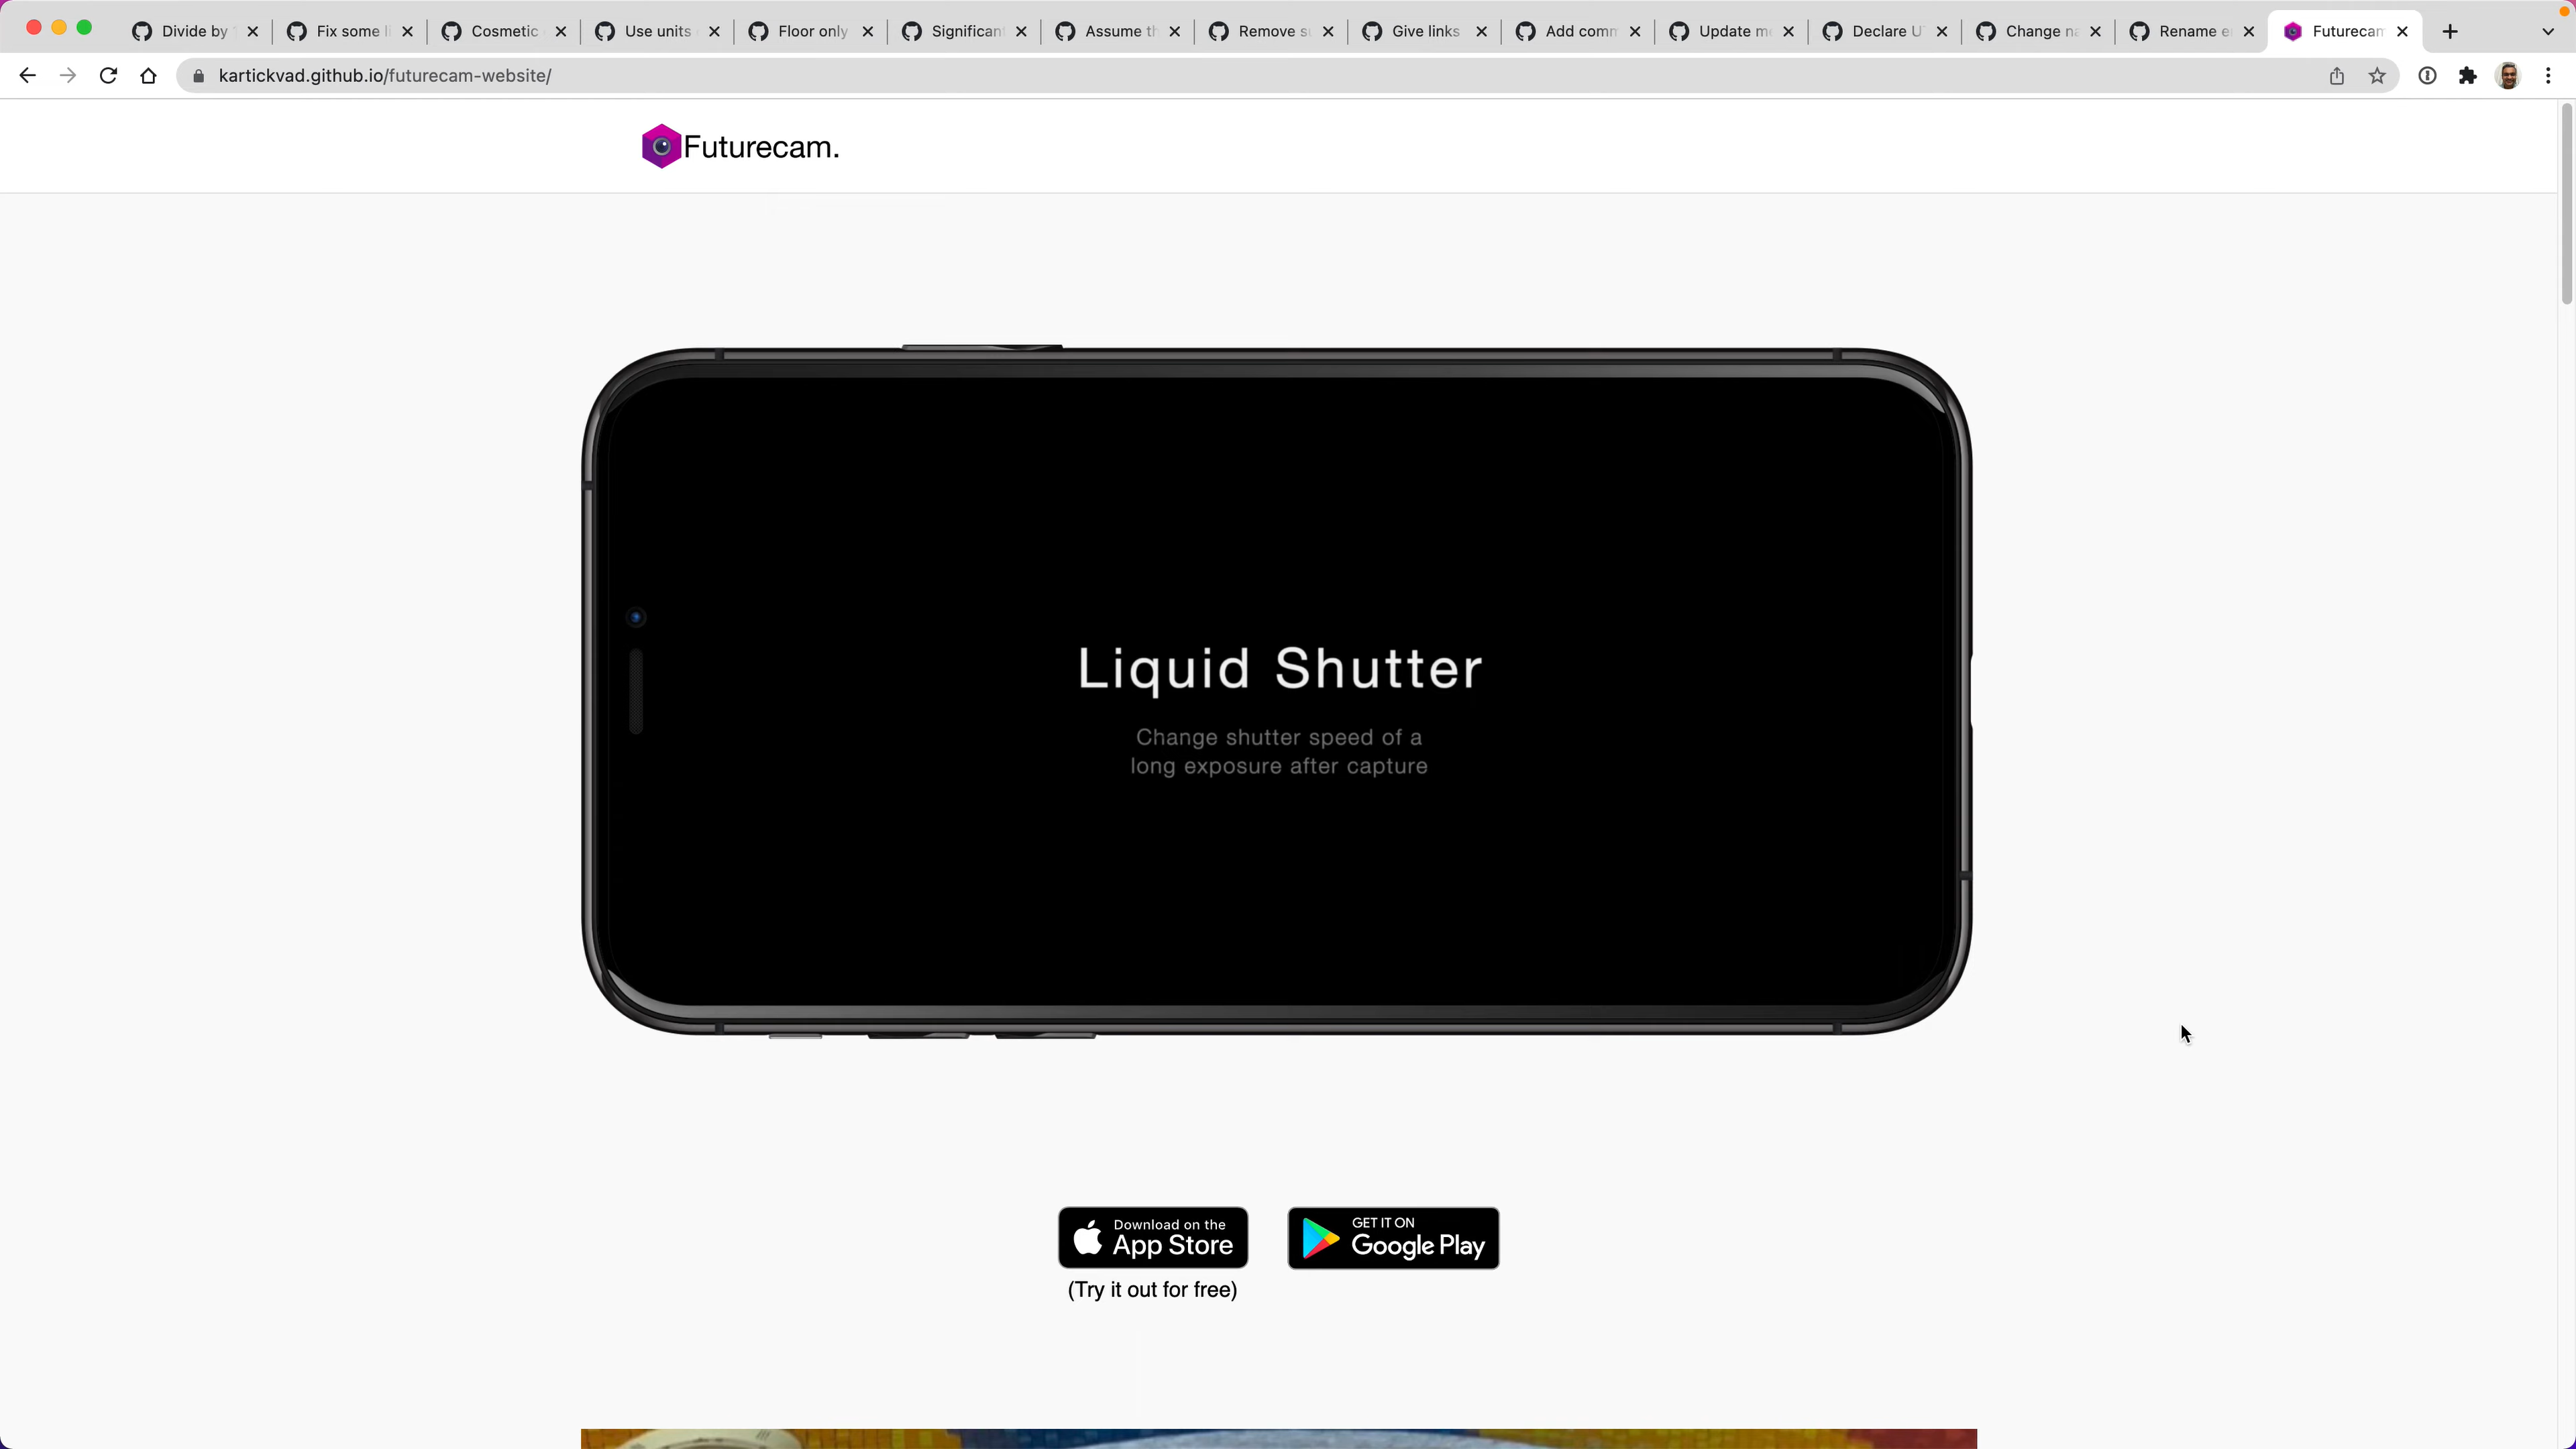 Divide by
Fix some
Cosmetic
Use units
Floor only
Significant
Assume th
Remove s
Give links
Add comm
Update m
Declare U
Change na
Rename e
Futurecam
kartickvad.github.io/futurecam-website/
Futurecam.
Liquid Shutter
Change shutter speed of a
long exposure after capture
Download on the
App Store
GET IT ON
Google Play
(Try it out for free)